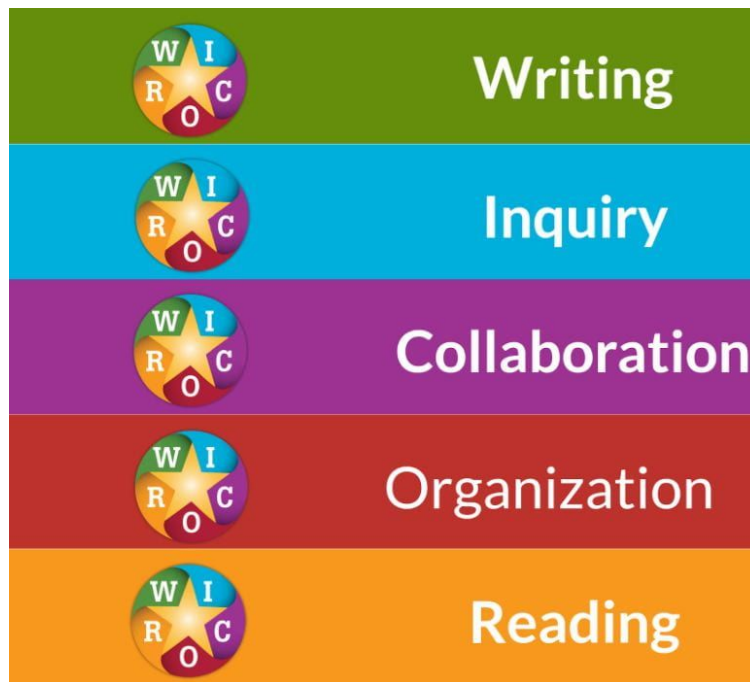 W I
R C
O
Writing
W I
R C
O
Inquiry
W I
R C
O
Collaboration
W I
R C
O
Organization
W I
R C
O
Reading